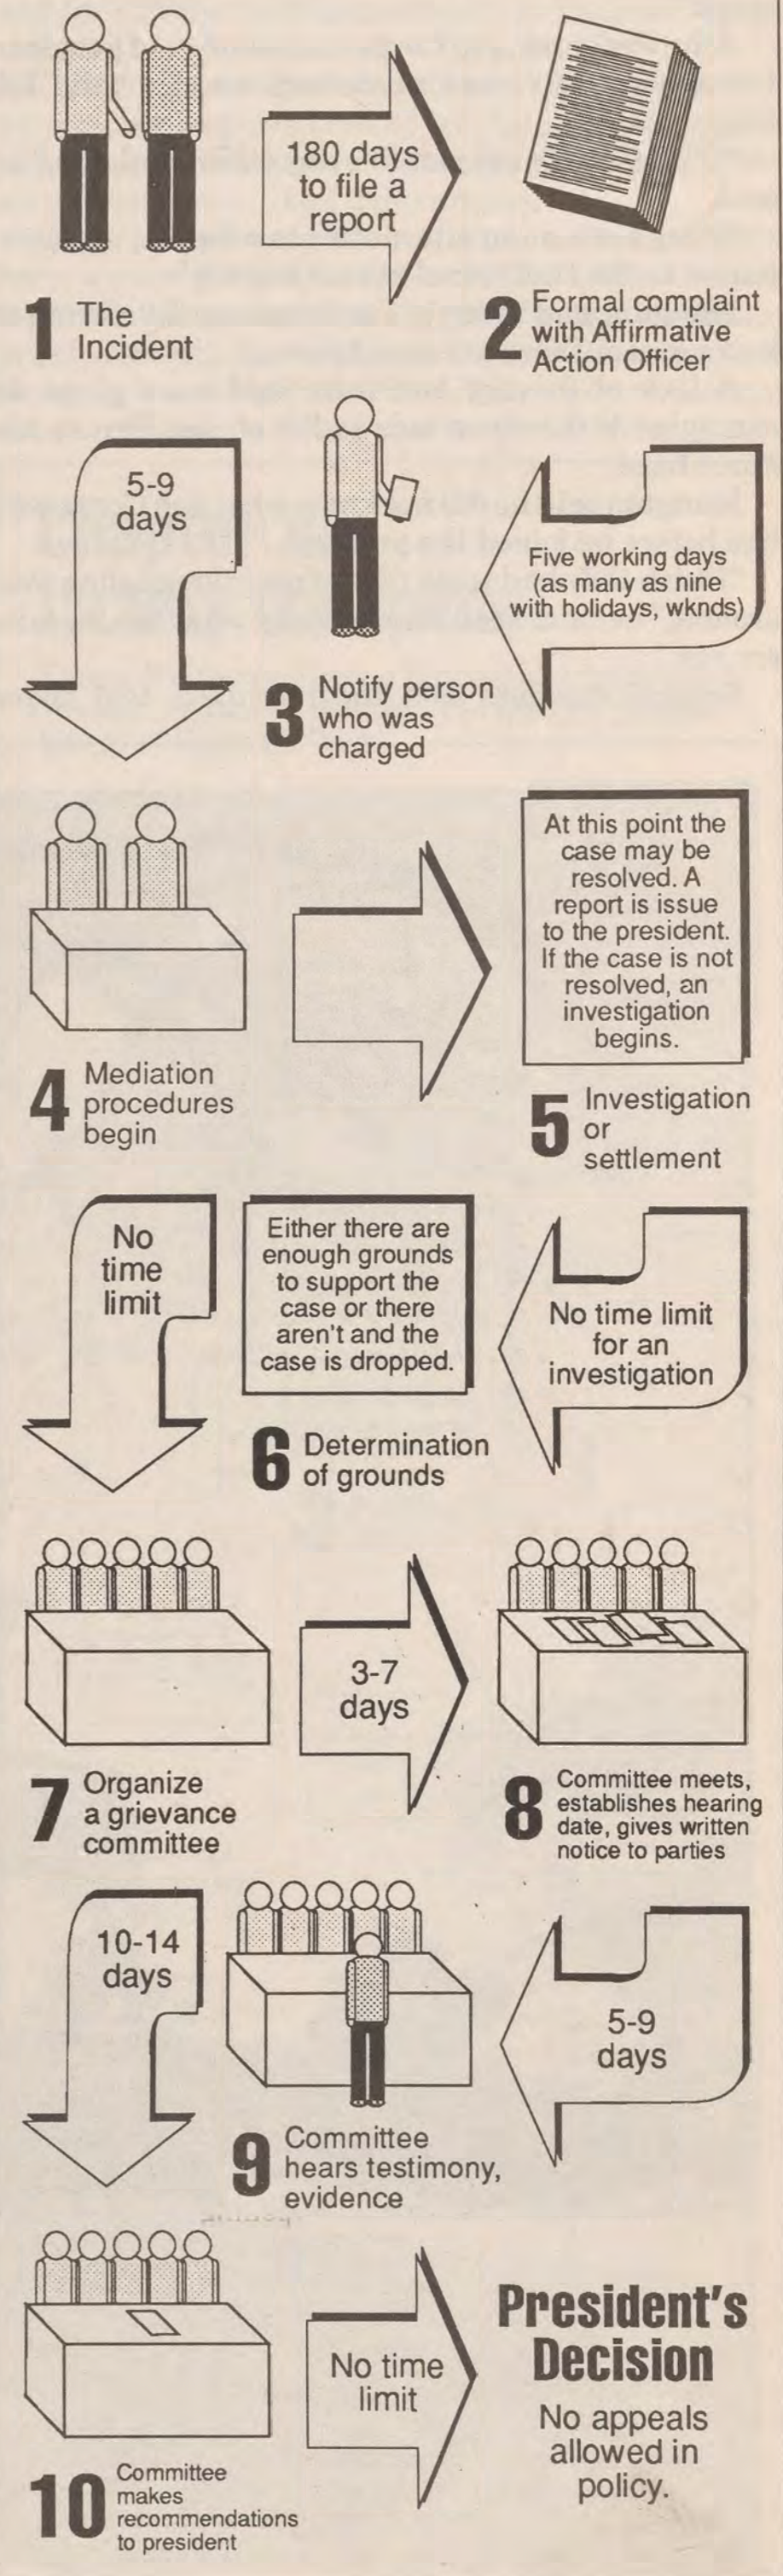 180 days
to file a
report
1 The
Incident
2 Formal complaint
with Affirmative
Action Officer
Five working days
(as many as nine
with holidays, wknds)
3 Notify person
who was
charged
5-9
days
4 Mediation
procedures
begin
At this point the
case may be
resolved. A
report is issue
to the president.
If the case is not
resolved, an
investigation
begins.
5 Investigation
or
settlement
No time limit
for an
investigation
Either there are
enough grounds
to support the
case or there
aren't and the
case is dropped.
6 Determination
of grounds
No
time
limit
7 Organize
a grievance
committee
3-7
days
8 Committee meets,
establishes hearing
date, gives written
notice to parties
5-9
days
9 Committee
hears testimony,
evidence
10-14
days
10 Committee
makes
recommendations
to president
No time
limit
President's
Decision
No appeals
allowed in
policy.